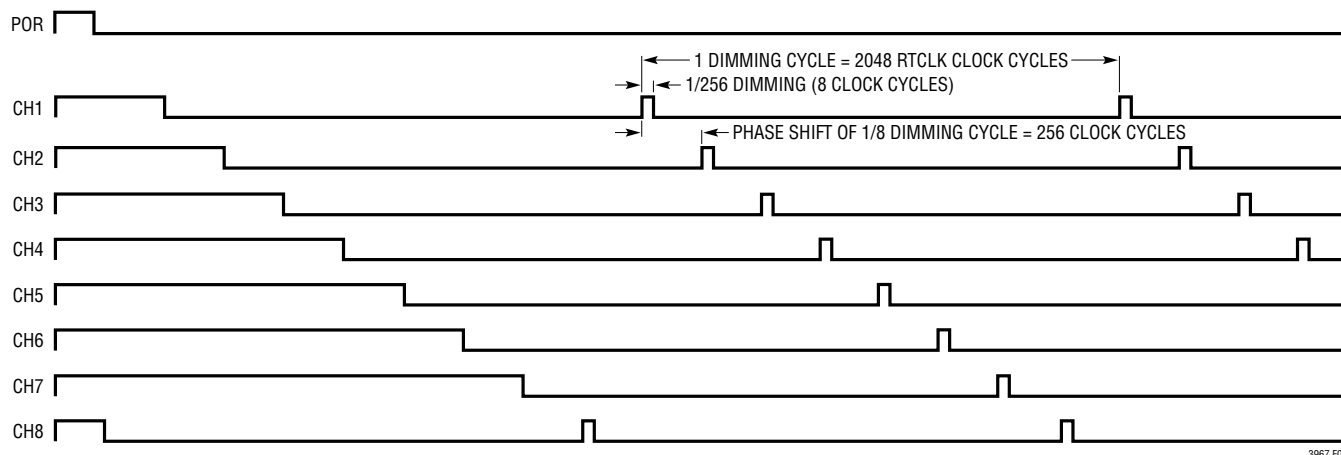 POR
1 DIMMING CYCLE = 2048 RTCLK CLOCK CYCLES
1/256 DIMMING (8 CLOCK CYCLES)
CH1
PHASE SHIFT OF 1/8 DIMMING CYCLE = 256 CLOCK CYCLES
CH2
CH3
CH4
CH5
CH6
CH7
CH8